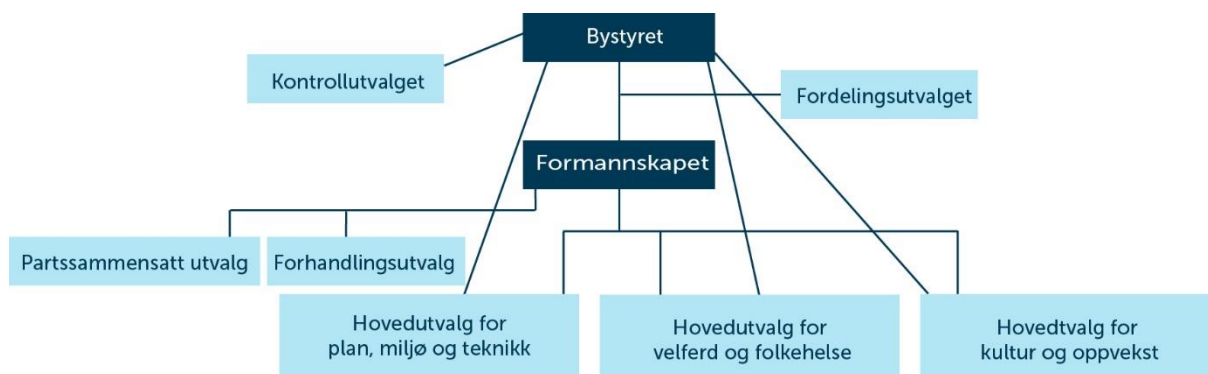 Bystyret
Kontrollutvalget
Fordelingsutvalget
Formannskapet
Partssammensatt utvalg
Forhandlingsutvalg
Hovedutvalg for
plan, miljø og teknikk
Hovedutvalg for
velferd og folkehelse
Hovedtvalg for
kultur og oppvekst